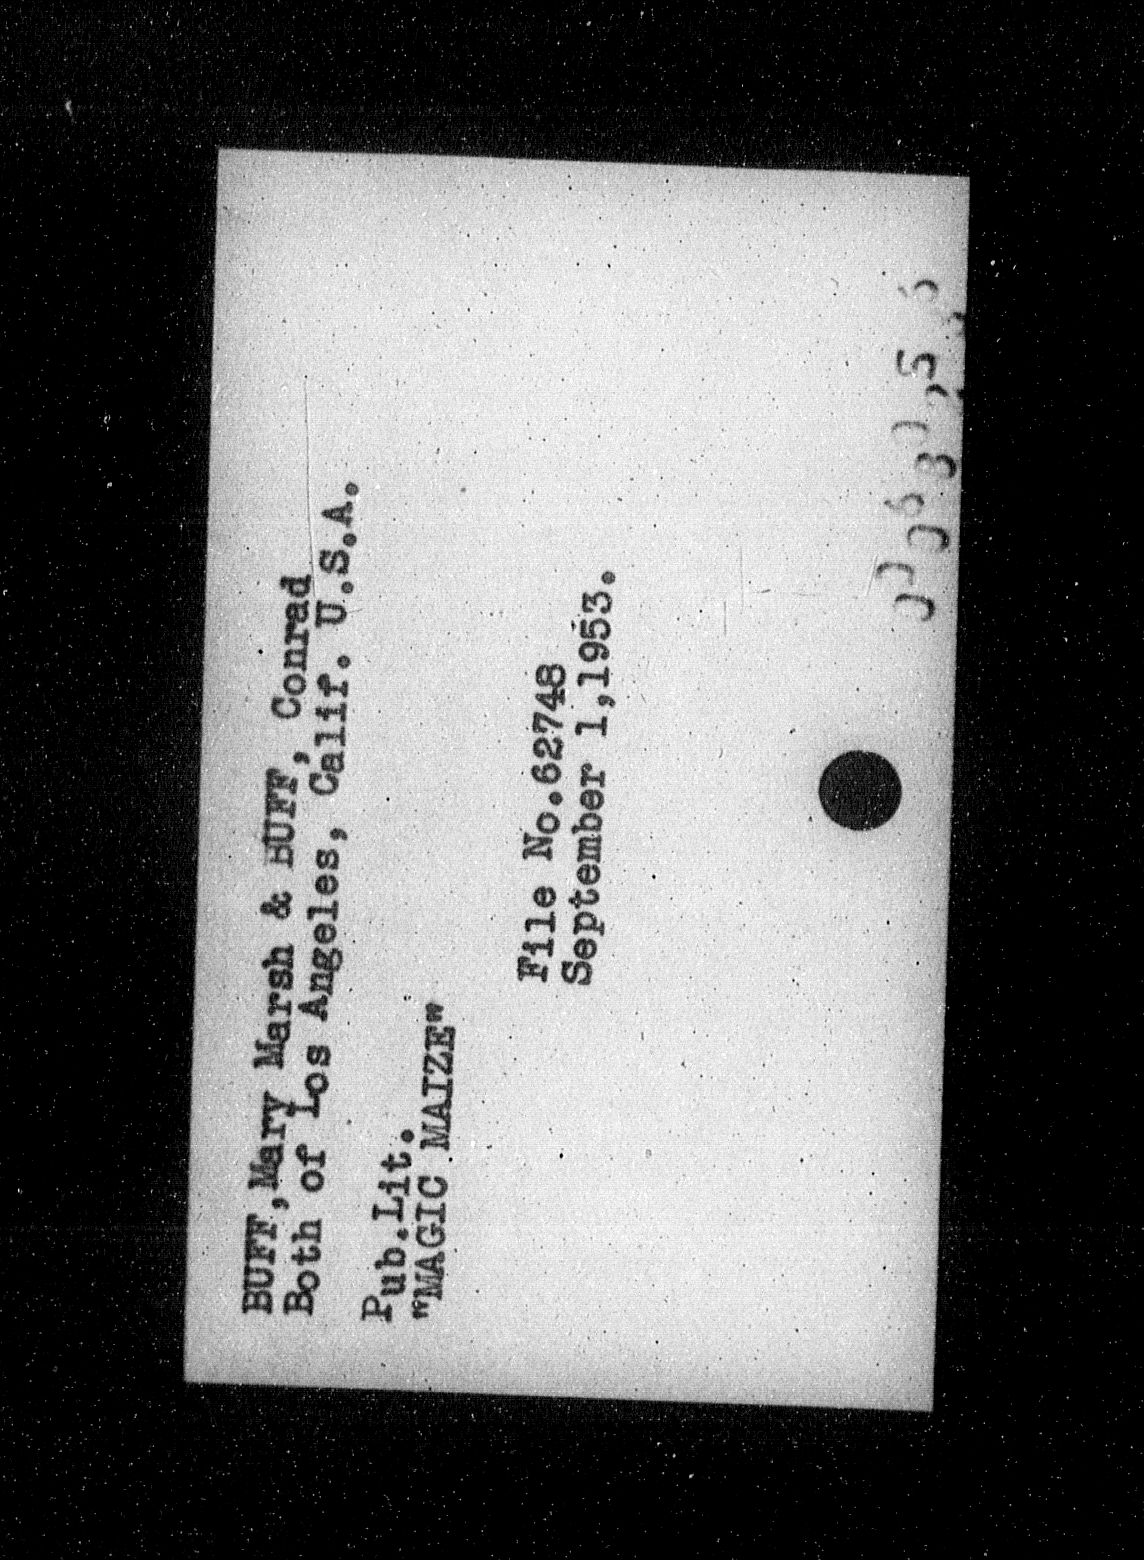 BUFF,Mary Marsh & BUFF, Conrad
Both of Los Angeles, Calif. U.S.A.
Pub.Lit.
"MAGIC MAIZE"
File No.62748
September 1,1953.